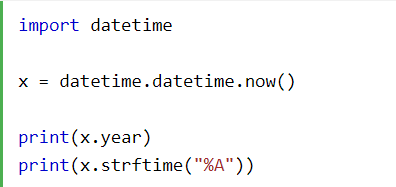 import datetime
x = datetime.datetime.now()
print(x.year)
print(x.strftime("%A"))